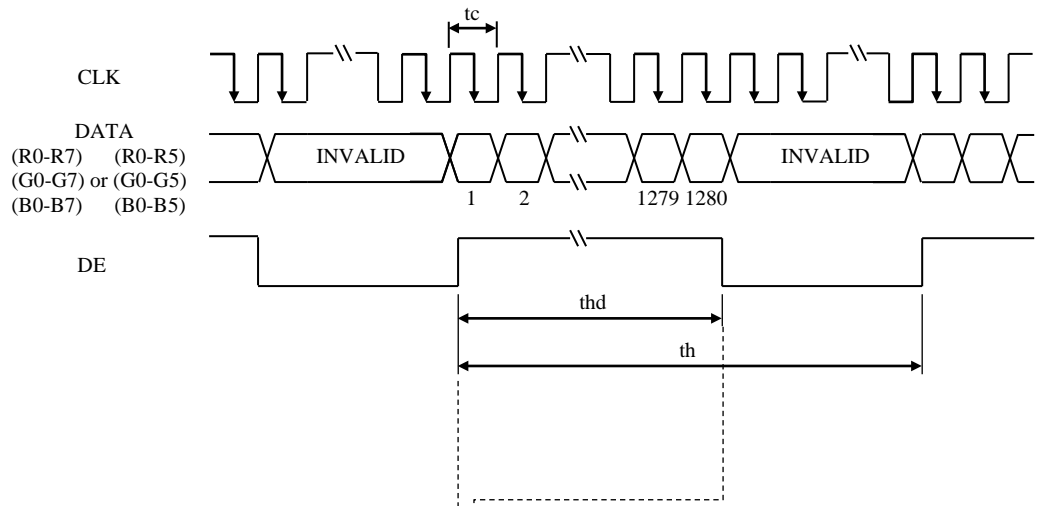 tc
CLK
DATA
(R0-R7) (R0-R5)
(G0-G7) or (G0-G5)
(B0-B7) (B0-B5)
INVALID
INVALID
1 2 1279 1280
DE
thd
th